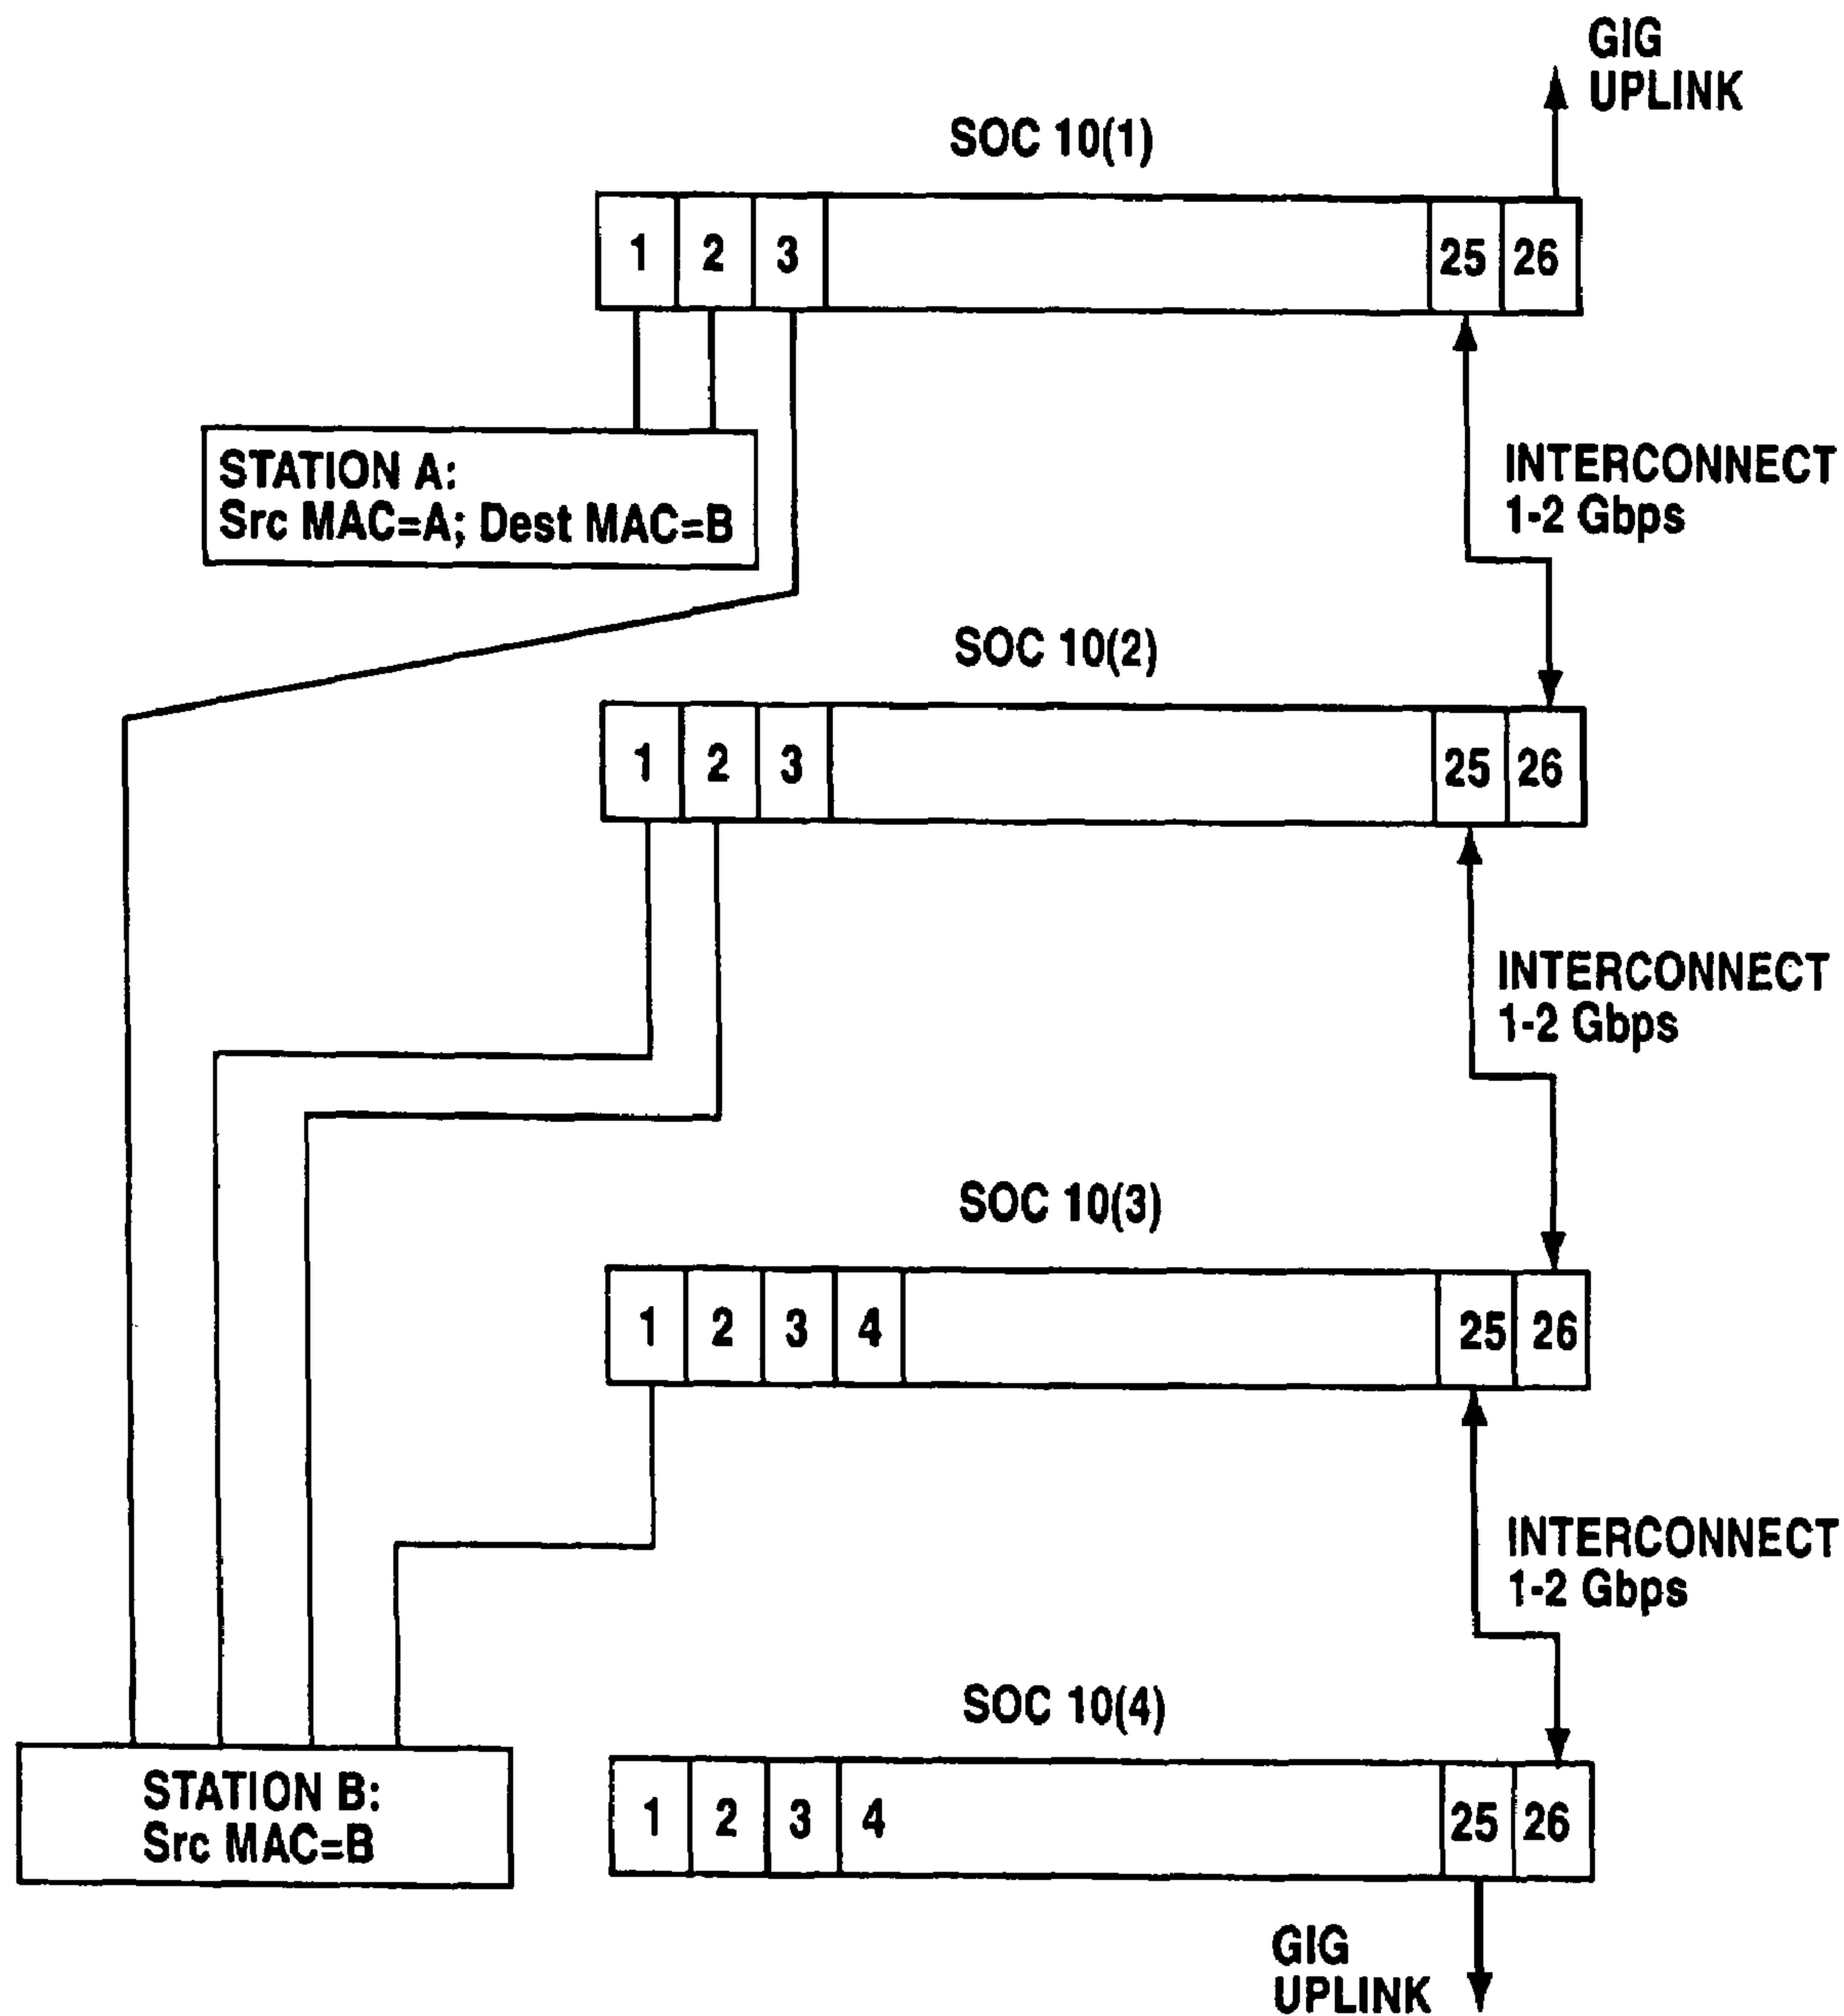 GIG
UPLINK
SOC 10(1)
1 2 3 25 26
STATION A:
Src MAC=A; Dest MAC=B
INTERCONNECT
1-2 Gbps
SOC 10(2)
1 2 3 25 26
INTERCONNECT
1-2 Gbps
SOC 10(3)
1 2 3 4 25 26
INTERCONNECT
1-2 Gbps
SOC 10(4)
STATION B:
Src MAC=B
1 2 3 4 25 26
GIG
UPLINK